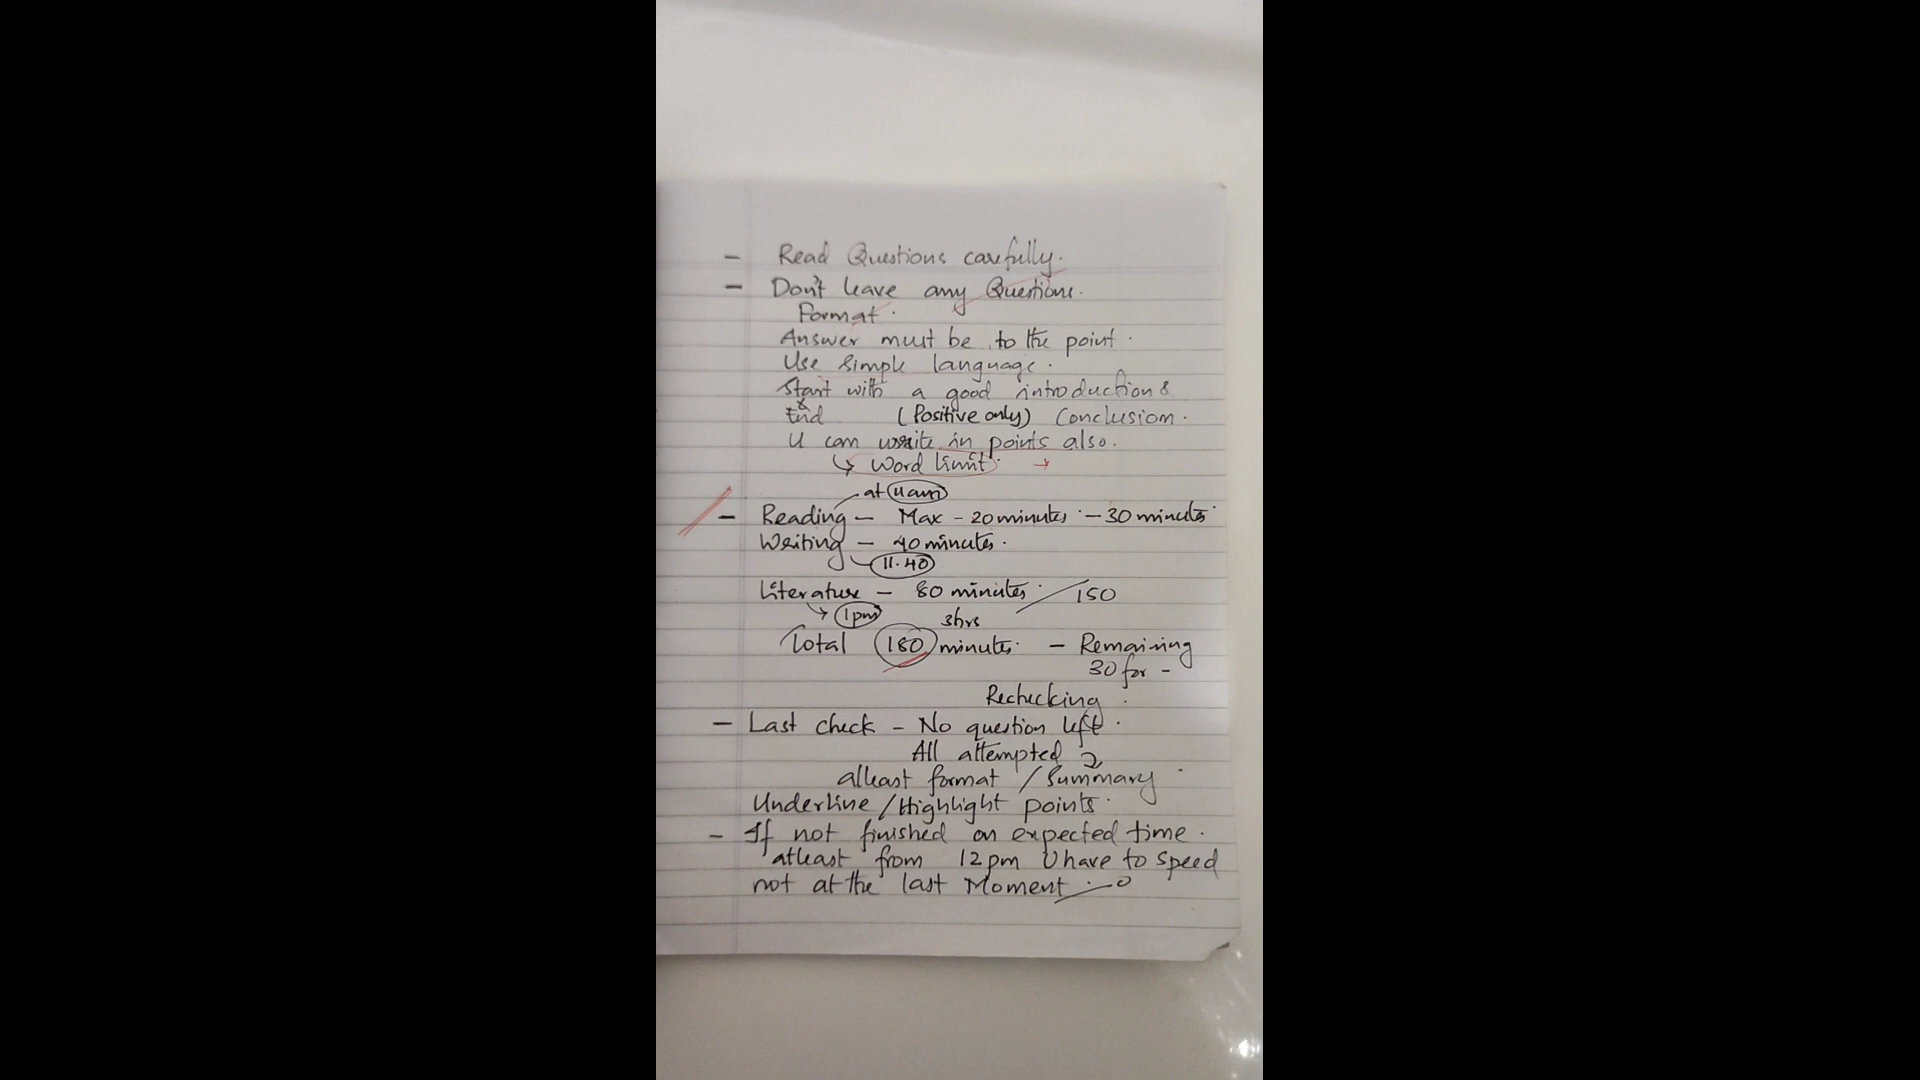 - Read Questions carefully.
- Don't leave any Questions.
Format.
Answer must be to the point.
Use simple language.
Start with a good introduction &
& End (Positive only) Conclusion.
U can write in points also.
↳ Word limit. →
at 11am
- Reading - Max - 20 minutes - 30 minutes
Writing - 40 minutes.
11.40
Literature - 80 minutes. / 150
→ 1pm 3hrs
Total 180 minutes. - Remaining
30 for -
Rechecking.
- Last check - No question left.
All attempted
atleast format / Summary.
Underline / Highlight points.
- If not finished on expected time.
atleast from 12pm U have to speed
not at the last Moment.